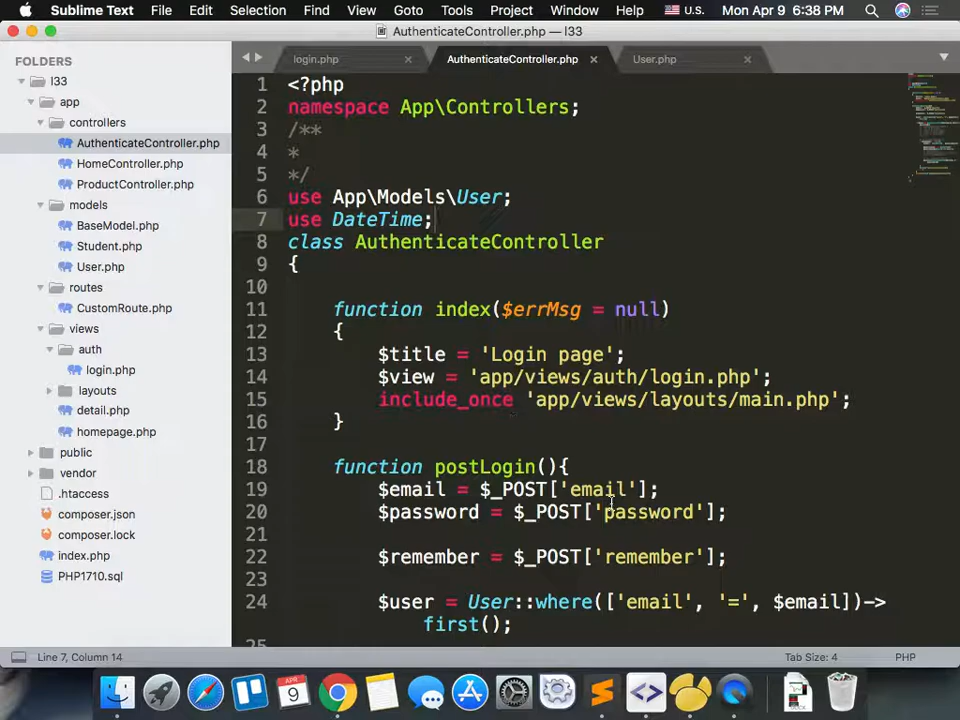 Sublime Text File Edit Selection Find View Goto Tools Project Window Help U.S. Mon Apr 9 6:38 PM
AuthenticateController.php — l33
FOLDERS
l33
app
controllers
AuthenticateController.php
HomeController.php
ProductController.php
models
BaseModel.php
Student.php
User.php
routes
CustomRoute.php
views
auth
login.php
layouts
detail.php
homepage.php
public
vendor
.htaccess
composer.json
composer.lock
index.php
PHP1710.sql
login.php AuthenticateController.php User.php
1 <?php
2 namespace App\Controllers;
3 /**
4 *
5 */
6 use App\Models\User;
7 use DateTime;
8 class AuthenticateController
9 {
10
11 function index($errMsg = null)
12 {
13 $title = 'Login page';
14 $view = 'app/views/auth/login.php';
15 include_once 'app/views/layouts/main.php';
16 }
17
18 function postLogin(){
19 $email = $_POST['email'];
20 $password = $_POST['password'];
21
22 $remember = $_POST['remember'];
23
24 $user = User::where(['email', '=', $email])->
first();
25
Line 7, Column 14 Tab Size: 4 PHP
APR
9